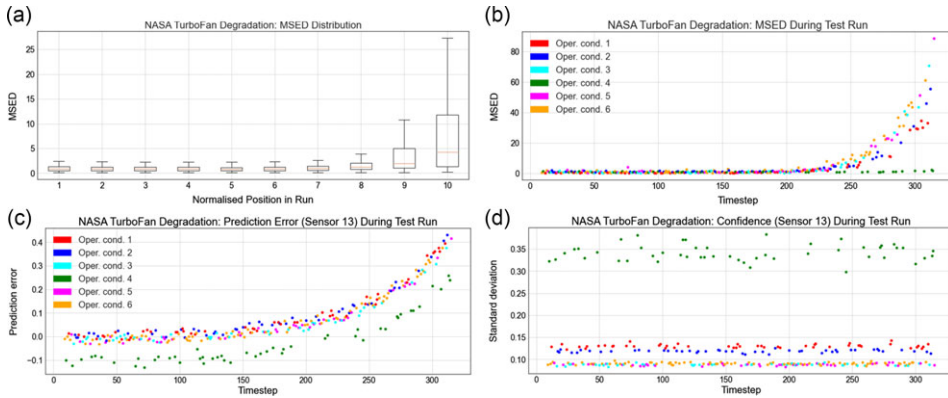 (a)
NASA TurboFan Degradation: MSED Distribution
MSED
25
20
15
10
5
0
1 2 3 4 5 6 7 8 9 10
Normalised Position in Run
(b)
NASA TurboFan Degradation: MSED During Test Run
MSED
80
60
40
20
0
Oper. cond. 1
Oper. cond. 2
Oper. cond. 3
Oper. cond. 4
Oper. cond. 5
Oper. cond. 6
0 50 100 150 200 250 300
Timestep
(c)
NASA TurboFan Degradation: Prediction Error (Sensor 13) During Test Run
Prediction error
0.4
0.3
0.2
0.1
0.0
−0.1
Oper. cond. 1
Oper. cond. 2
Oper. cond. 3
Oper. cond. 4
Oper. cond. 5
Oper. cond. 6
0 50 100 150 200 250 300
Timestep
(d)
NASA TurboFan Degradation: Confidence (Sensor 13) During Test Run
Standard deviation
0.35
0.30
0.25
0.20
0.15
0.10
0 50 100 150 200 250 300
Timestep